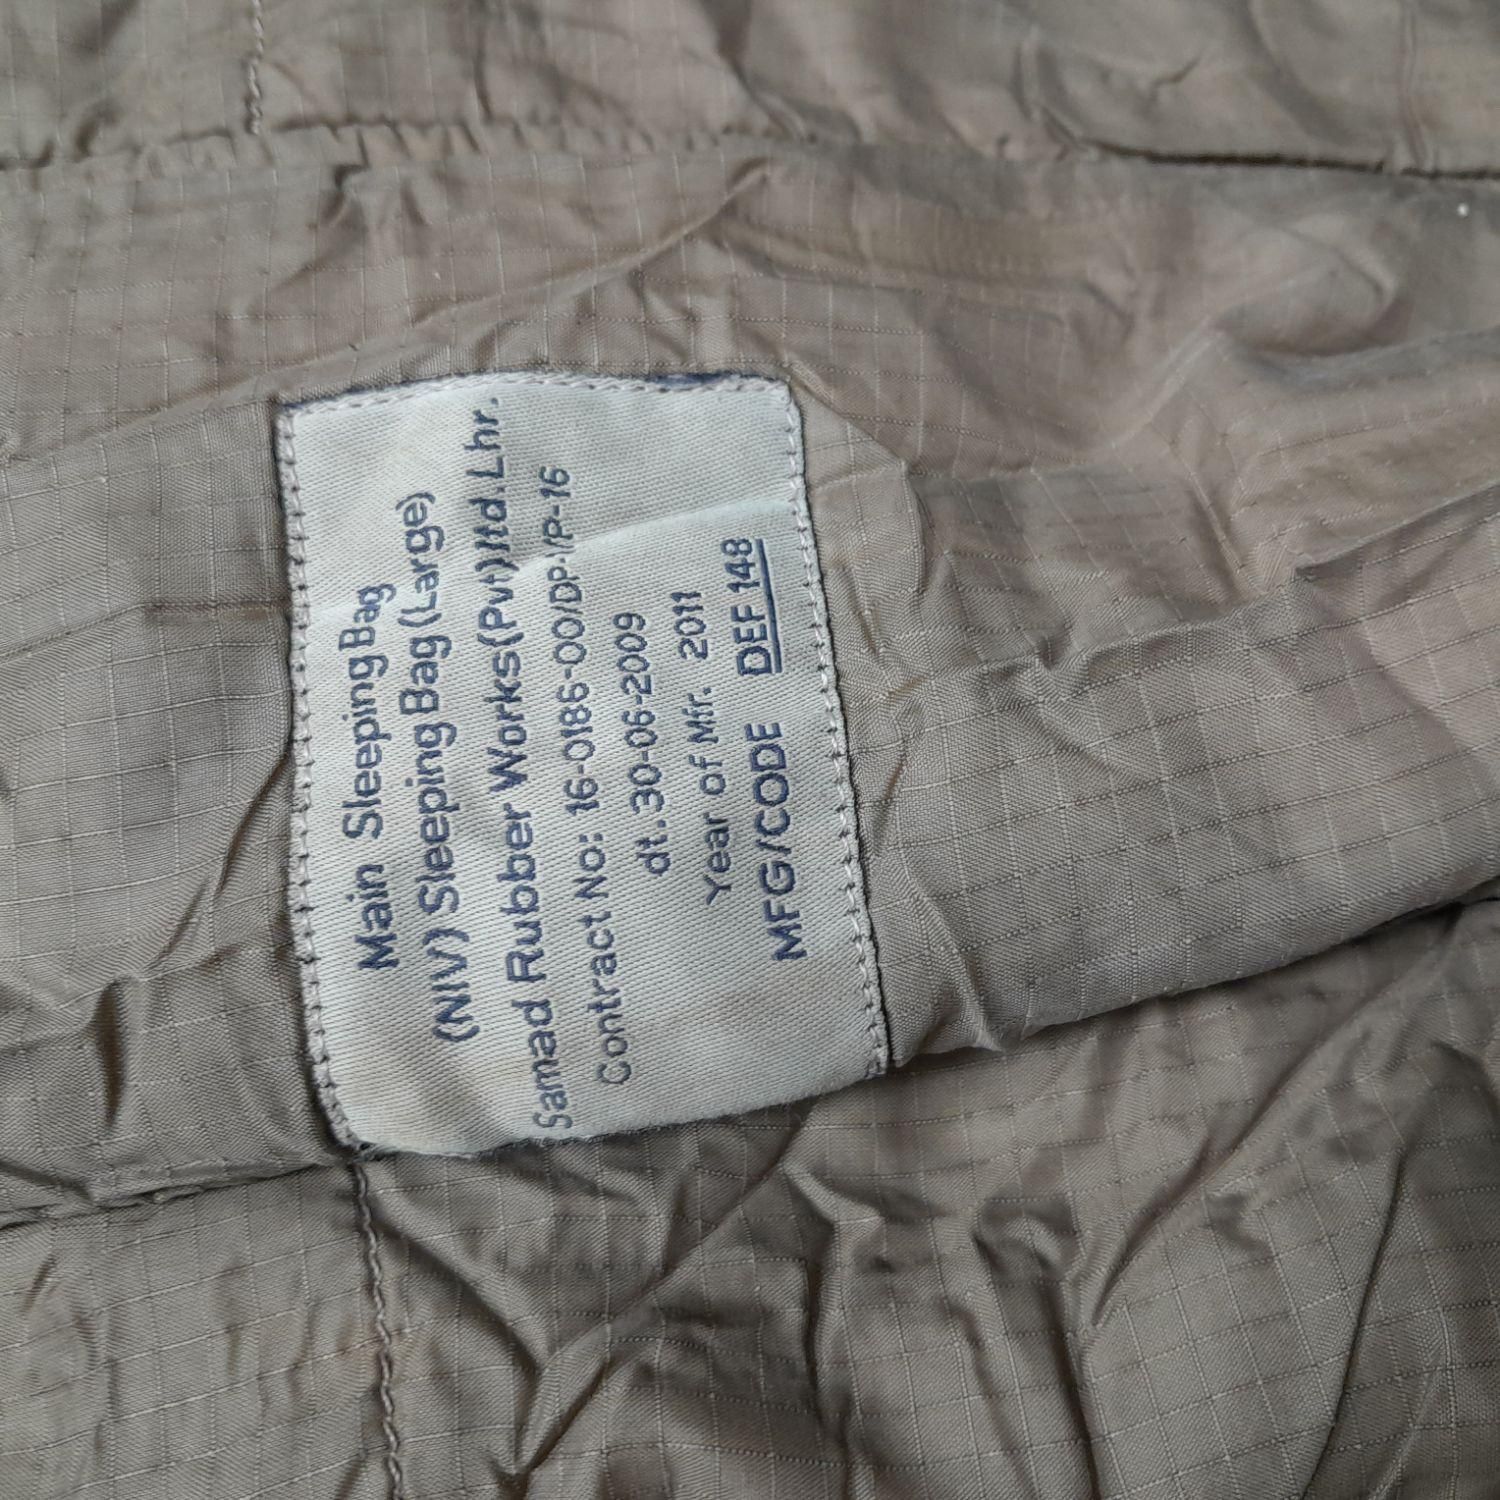 Main Sleeping Bag
(NIV) Sleeping Bag (Large)
Samad Rubber Works(Pvt)ltd.Lhr.
Contract No: 16-0186-00/DP-I/P-16
dt.30-06-2009
Year of Mfr. 2011
MFG/CODE DEF 148